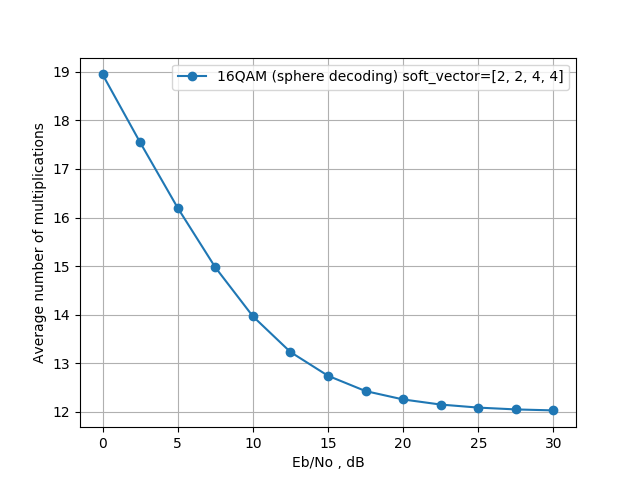 16QAM (sphere decoding) soft_vector=[2, 2, 4, 4]
Average number of multiplications
19
18
17
16
15
14
13
12
0 5 10 15 20 25 30
Eb/No , dB